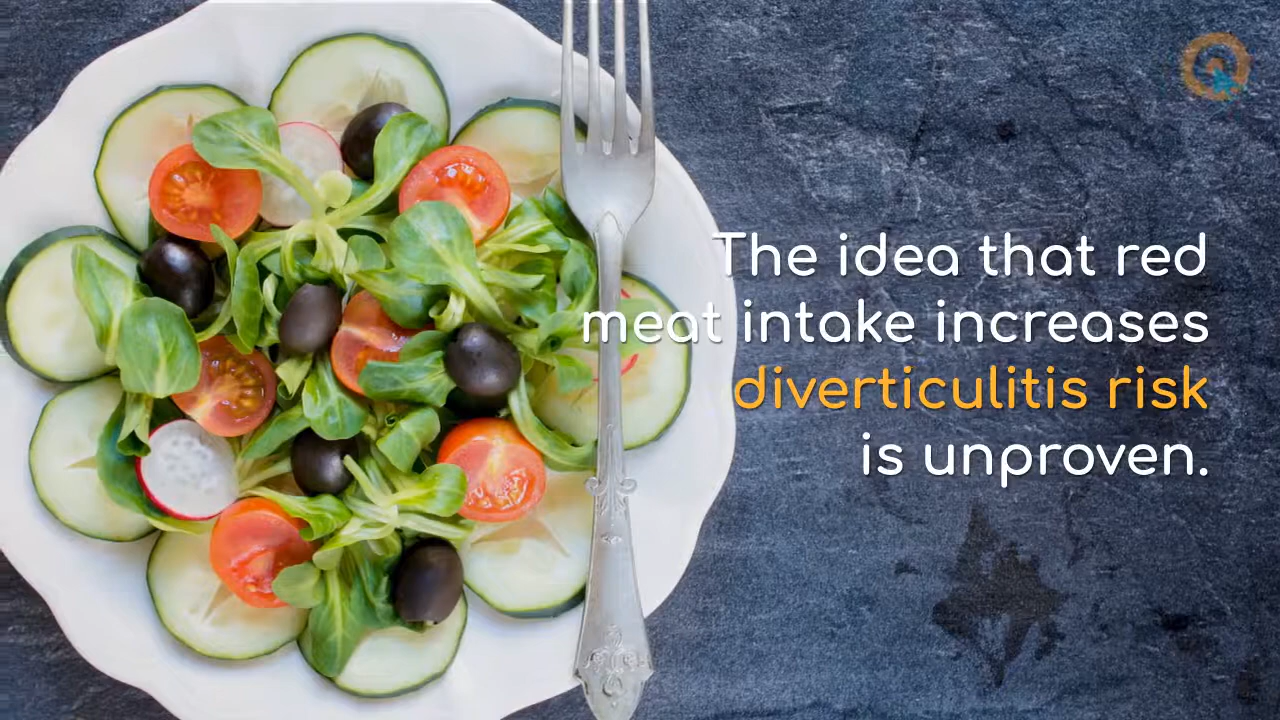 The idea that red
meat intake increases
diverticulitis risk
is unproven.